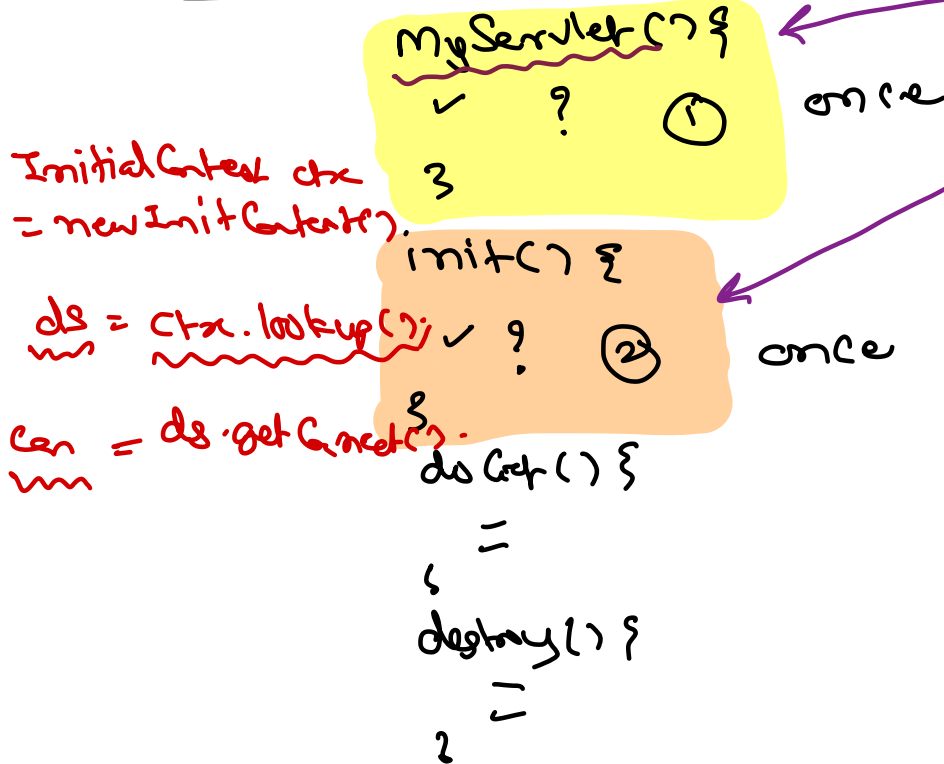 MyServlet() {
✓ ? ①
once
}
InitialContext ctx
= new InitContext().
init() {
ds = ctx.lookup();
✓ ? ②
once
}
con = ds.getConnect().
doGet() {
=
}
destroy() {
=
}